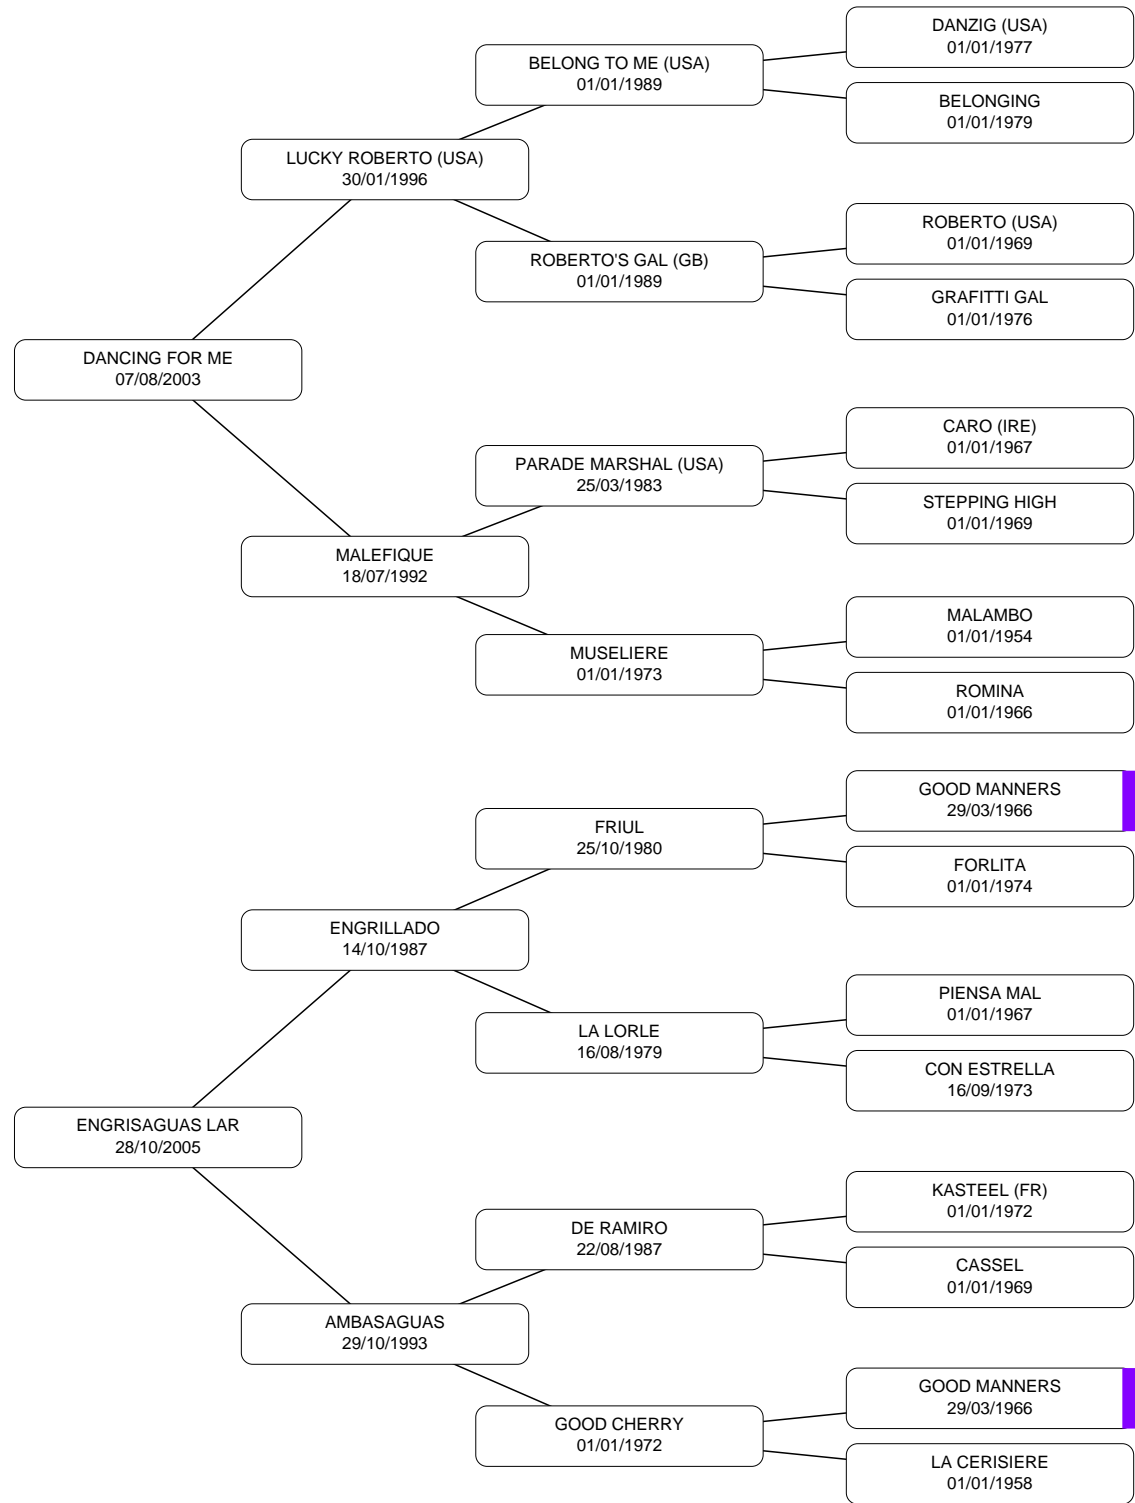 DANZIG (USA)
01/01/1977
BELONG TO ME (USA)
01/01/1989
BELONGING
01/01/1979
LUCKY ROBERTO (USA)
30/01/1996
ROBERTO (USA)
01/01/1969
ROBERTO'S GAL (GB)
01/01/1989
GRAFITTI GAL
01/01/1976
DANCING FOR ME
07/08/2003
CARO (IRE)
01/01/1967
PARADE MARSHAL (USA)
25/03/1983
STEPPING HIGH
01/01/1969
MALEFIQUE
18/07/1992
MALAMBO
01/01/1954
MUSELIERE
01/01/1973
ROMINA
01/01/1966
GOOD MANNERS
29/03/1966
FRIUL
25/10/1980
FORLITA
01/01/1974
ENGRILLADO
14/10/1987
PIENSA MAL
01/01/1967
LA LORLE
16/08/1979
CON ESTRELLA
16/09/1973
ENGRISAGUAS LAR
28/10/2005
KASTEEL (FR)
01/01/1972
DE RAMIRO
22/08/1987
CASSEL
01/01/1969
AMBASAGUAS
29/10/1993
GOOD MANNERS
29/03/1966
GOOD CHERRY
01/01/1972
LA CERISIERE
01/01/1958